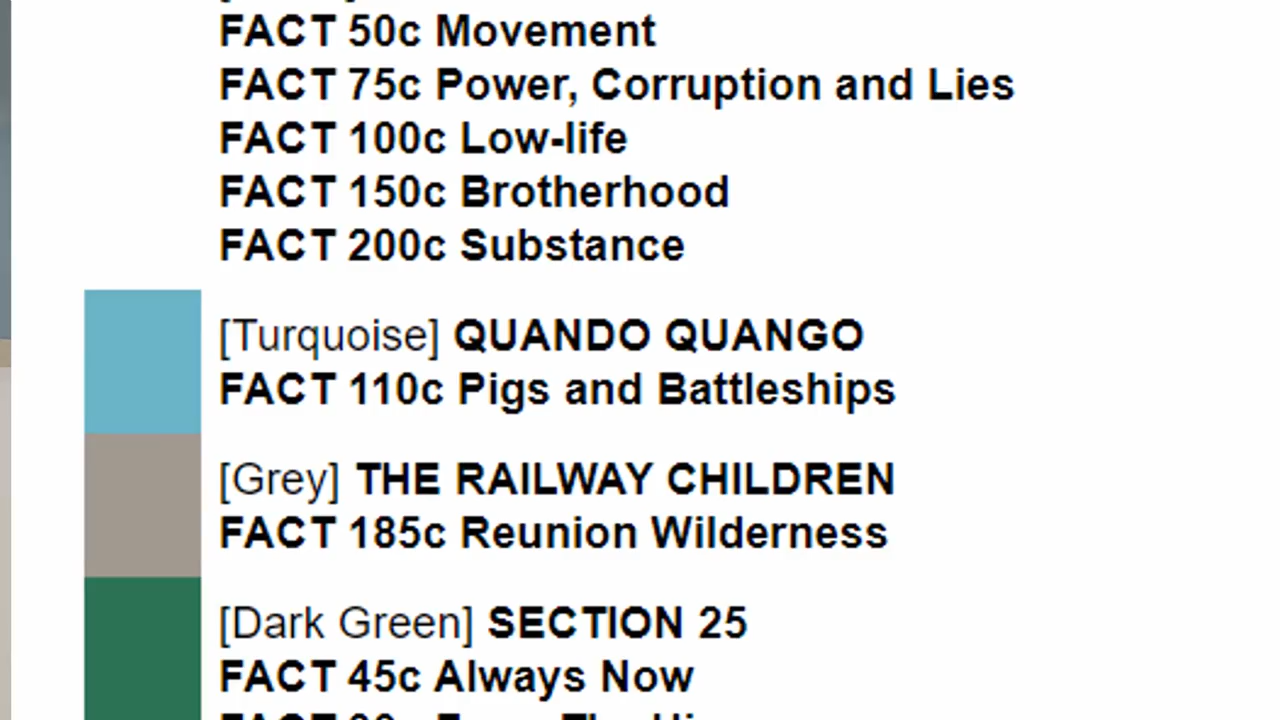 FACT 50c Movement
FACT 75c Power, Corruption and Lies
FACT 100c Low-life
FACT 150c Brotherhood
FACT 200c Substance
[Turquoise] QUANDO QUANGO
FACT 110c Pigs and Battleships
[Grey] THE RAILWAY CHILDREN
FACT 185c Reunion Wilderness
[Dark Green] SECTION 25
FACT 45c Always Now
FACT